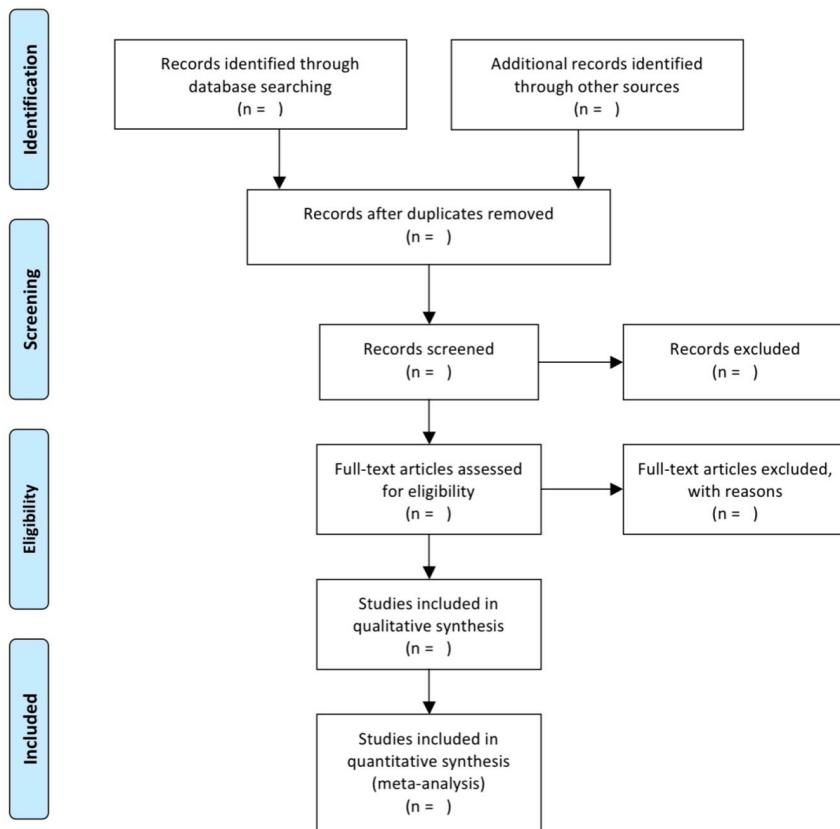 Identification
Records identified through
database searching
(n =   )
Additional records identified
through other sources
(n =   )
Records after duplicates removed
(n =   )
Screening
Records screened
(n =   )
Records excluded
(n =   )
Eligibility
Full-text articles assessed
for eligibility
(n =   )
Full-text articles excluded,
with reasons
(n =   )
Studies included in
qualitative synthesis
(n =   )
Included
Studies included in
quantitative synthesis
(meta-analysis)
(n =   )